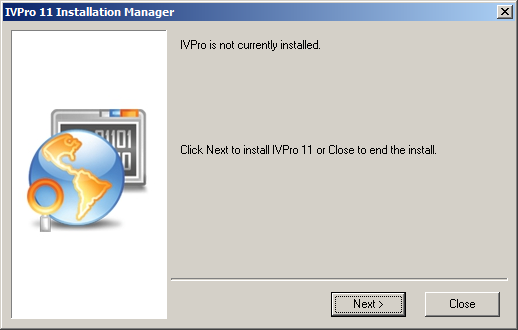 IVPro 11 Installation Manager
IVPro is not currently installed.
Click Next to install IVPro 11 or Close to end the install.
Next >
Close